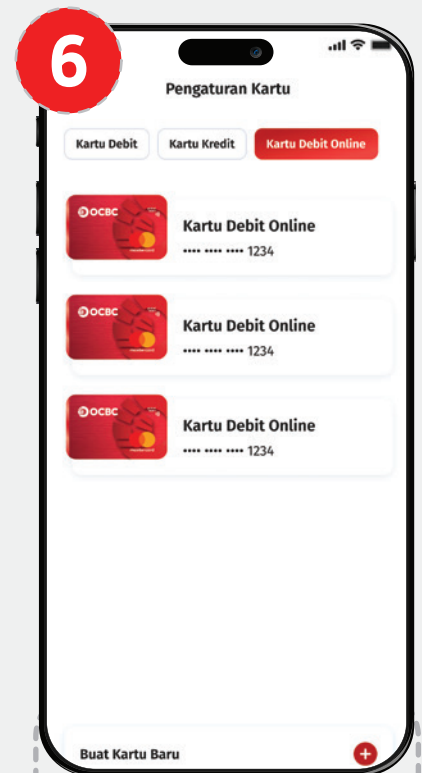 6
Pengaturan Kartu
Kartu Debit Kartu Kredit Kartu Debit Online
OCBC
Kartu Debit Online
•••• •••• •••• 1234
OCBC
Kartu Debit Online
•••• •••• •••• 1234
OCBC
Kartu Debit Online
•••• •••• •••• 1234
Buat Kartu Baru +